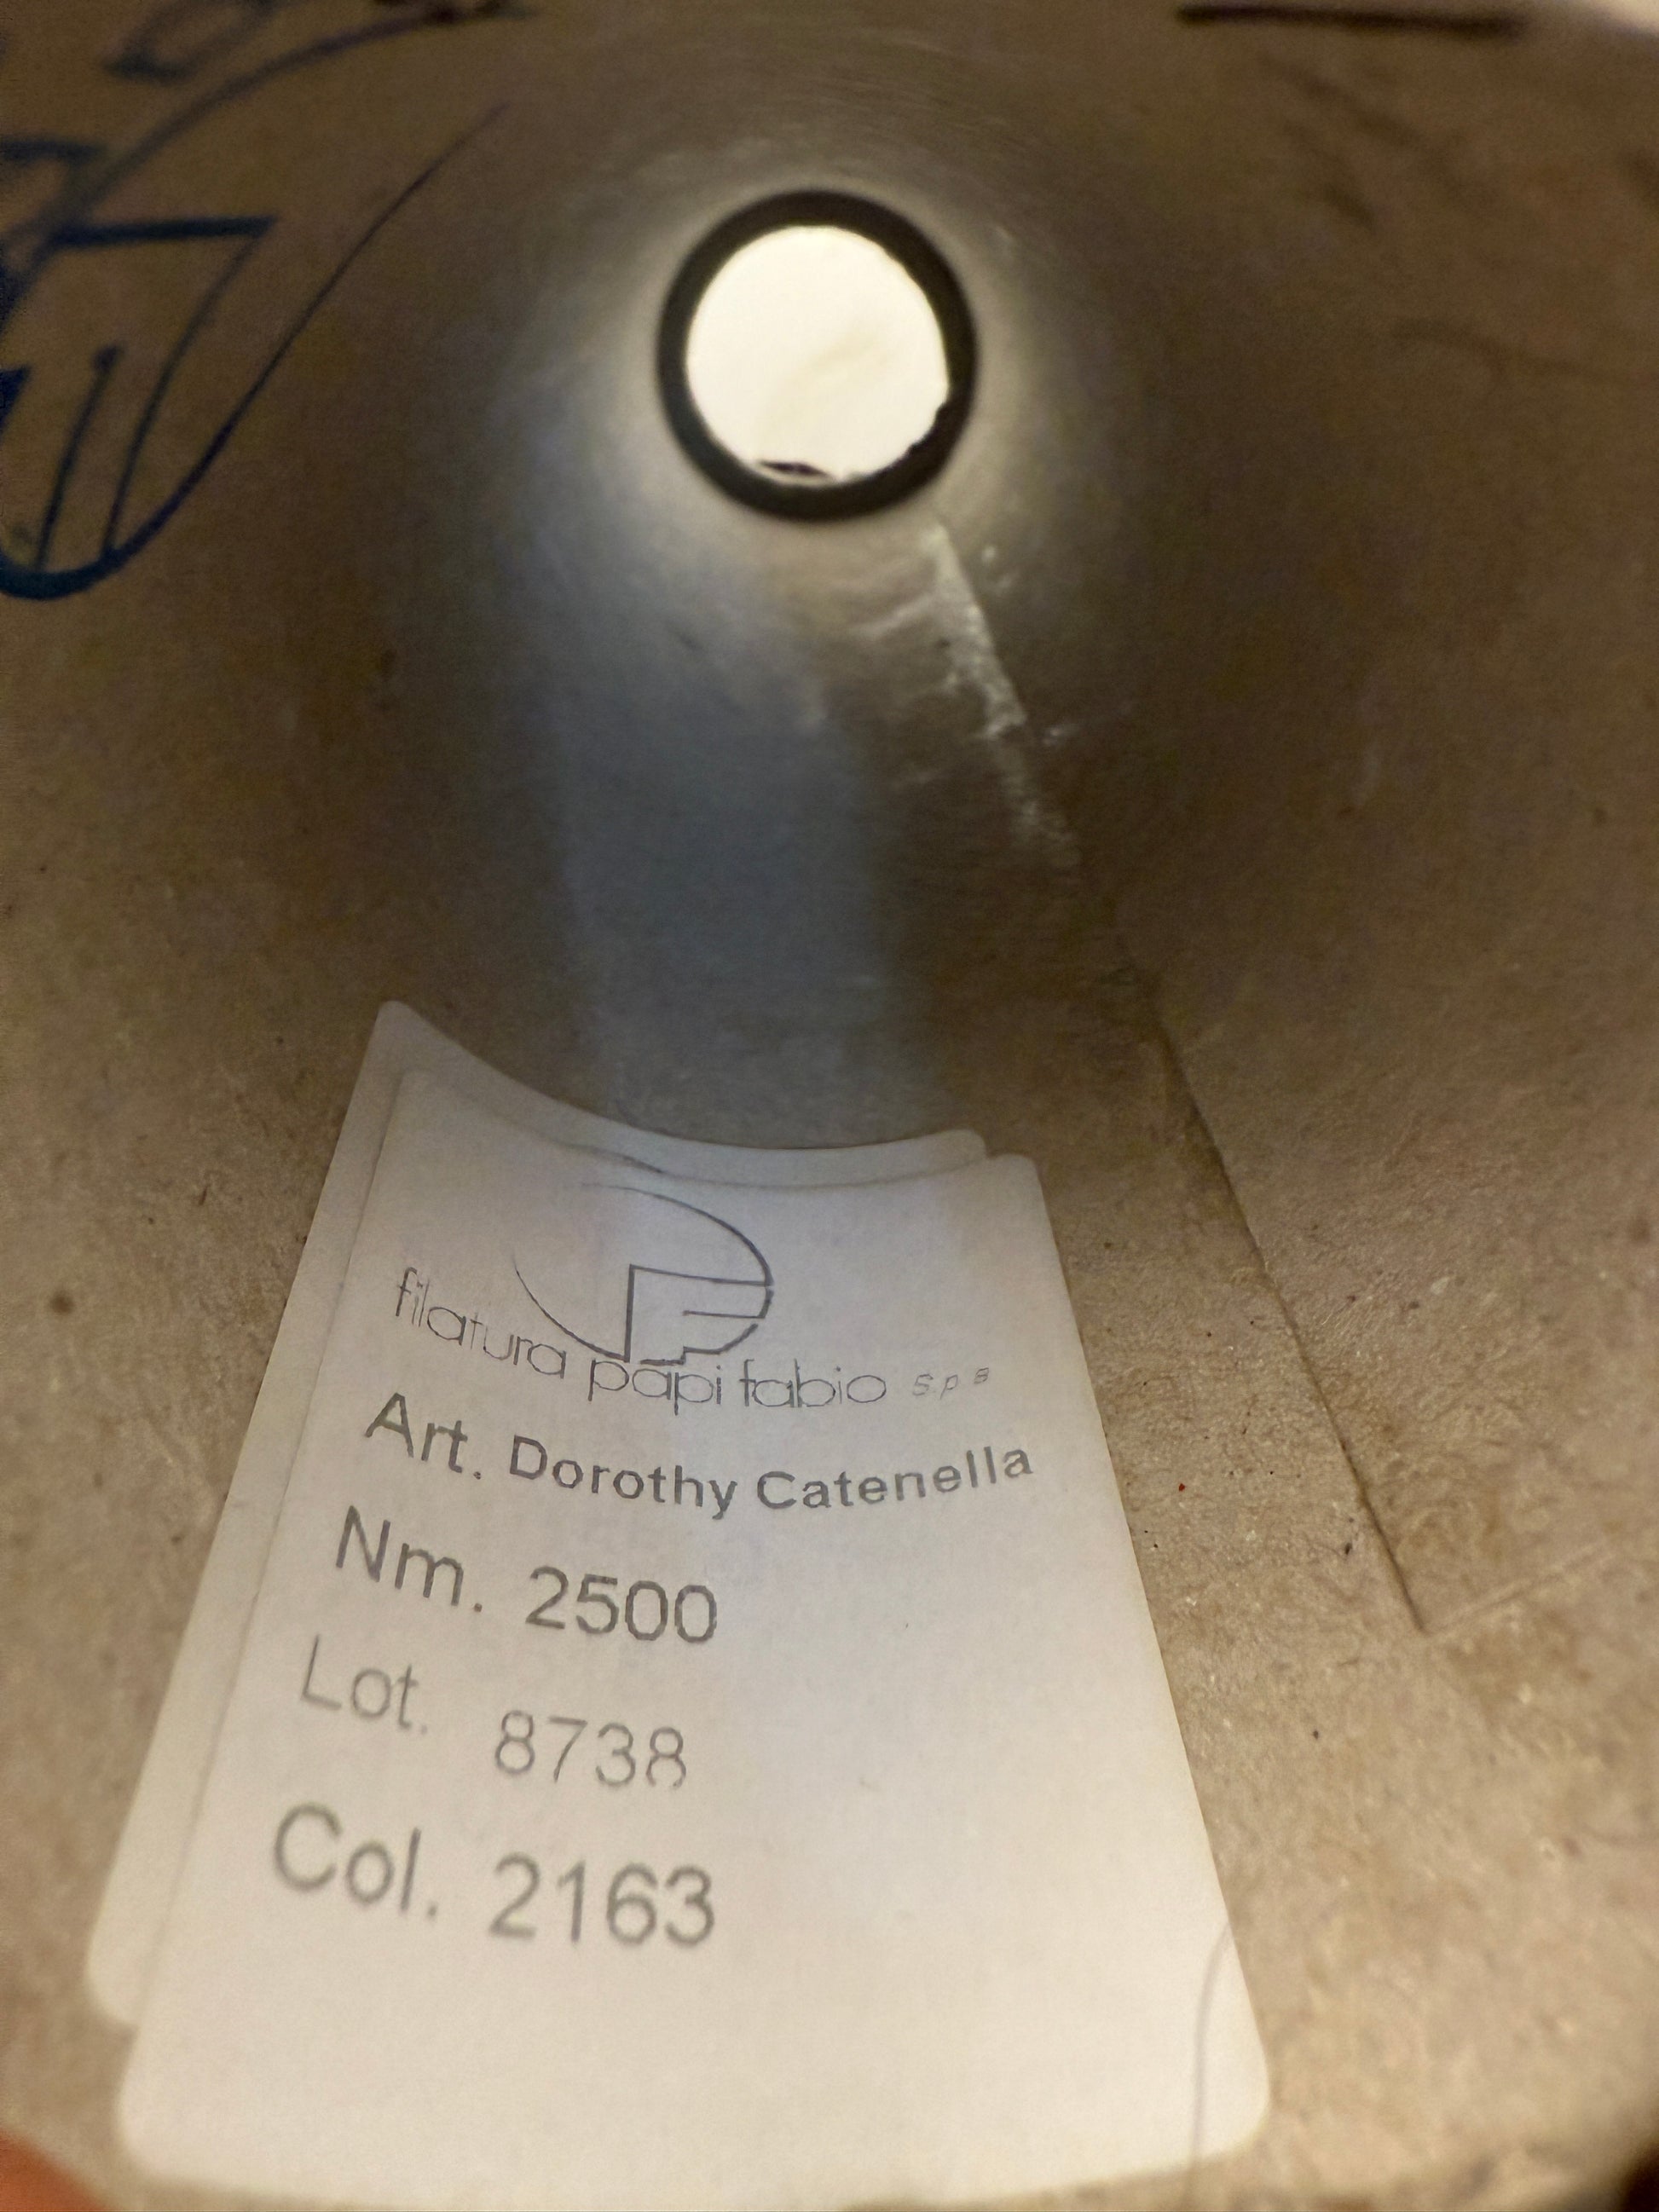 filatura papi fabio s.p.a
Art. Dorothy Catenella
Nm. 2500
Lot. 8738
Col. 2163